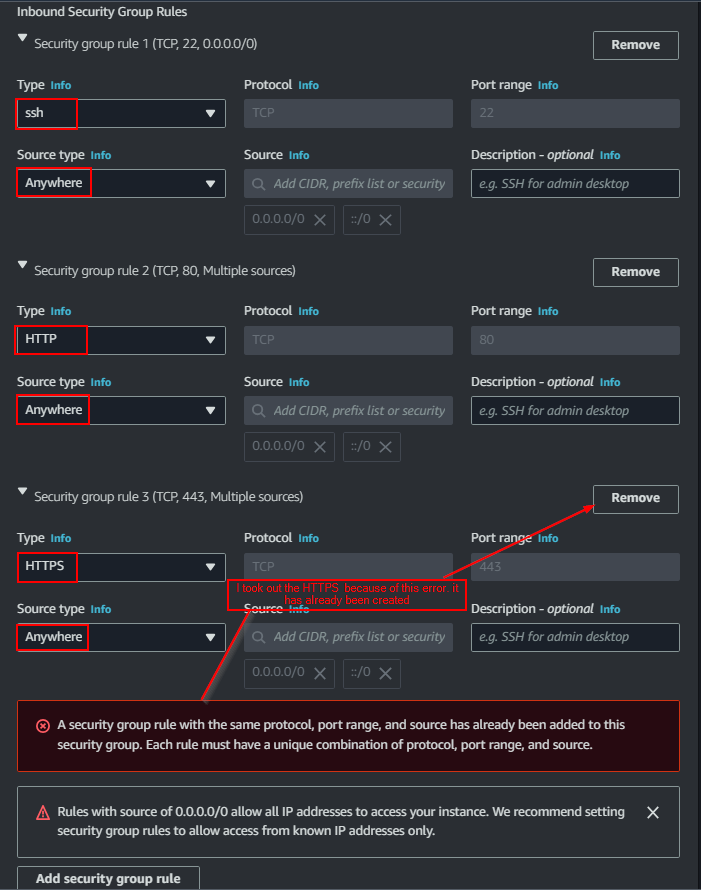 Inbound Security Group Rules
Security group rule 1 (TCP, 22, 0.0.0.0/0)
Remove
Type Info
Protocol Info
Port range Info
ssh
TCP
22
Source type Info
Source Info
Description - optional Info
Anywhere
Add CIDR, prefix list or security
e.g. SSH for admin desktop
0.0.0.0/0
::/0
Security group rule 2 (TCP, 80, Multiple sources)
Remove
Type Info
Protocol Info
Port range Info
HTTP
TCP
80
Source type Info
Source Info
Description - optional Info
Anywhere
Add CIDR, prefix list or security
e.g. SSH for admin desktop
0.0.0.0/0
::/0
Security group rule 3 (TCP, 443, Multiple sources)
Remove
Type Info
Protocol Info
Port range Info
HTTPS
TCP
443
I took out the HTTPS because of this error. it
has already been created
Source type Info
Source Info
Description - optional Info
Anywhere
Add CIDR, prefix list or security
e.g. SSH for admin desktop
0.0.0.0/0
::/0
A security group rule with the same protocol, port range, and source has already been added to this
security group. Each rule must have a unique combination of protocol, port range, and source.
Rules with source of 0.0.0.0/0 allow all IP addresses to access your instance. We recommend setting
security group rules to allow access from known IP addresses only.
Add security group rule